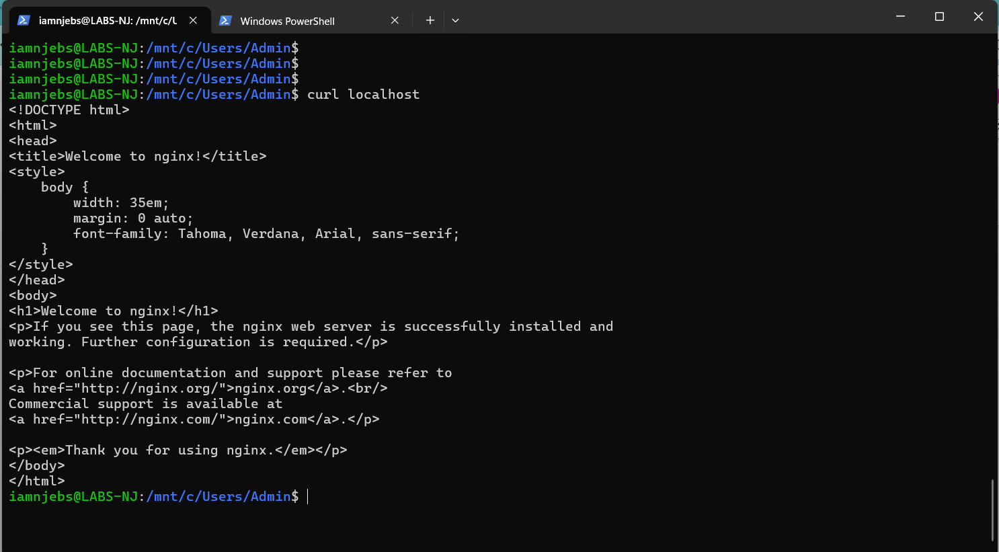 iamnjebs@LABS-NJ: /mnt/c/U
Windows PowerShell
iamnjebs@LABS-NJ:/mnt/c/Users/Admin$
iamnjebs@LABS-NJ:/mnt/c/Users/Admin$
iamnjebs@LABS-NJ:/mnt/c/Users/Admin$
iamnjebs@LABS-NJ:/mnt/c/Users/Admin$ curl localhost
<!DOCTYPE html>
<html>
<head>
<title>Welcome to nginx!</title>
<style>
    body {
        width: 35em;
        margin: 0 auto;
        font-family: Tahoma, Verdana, Arial, sans-serif;
    }
</style>
</head>
<body>
<h1>Welcome to nginx!</h1>
<p>If you see this page, the nginx web server is successfully installed and
working. Further configuration is required.</p>

<p>For online documentation and support please refer to
<a href="http://nginx.org/">nginx.org</a>.<br/>
Commercial support is available at
<a href="http://nginx.com/">nginx.com</a>.</p>

<p><em>Thank you for using nginx.</em></p>
</body>
</html>
iamnjebs@LABS-NJ:/mnt/c/Users/Admin$